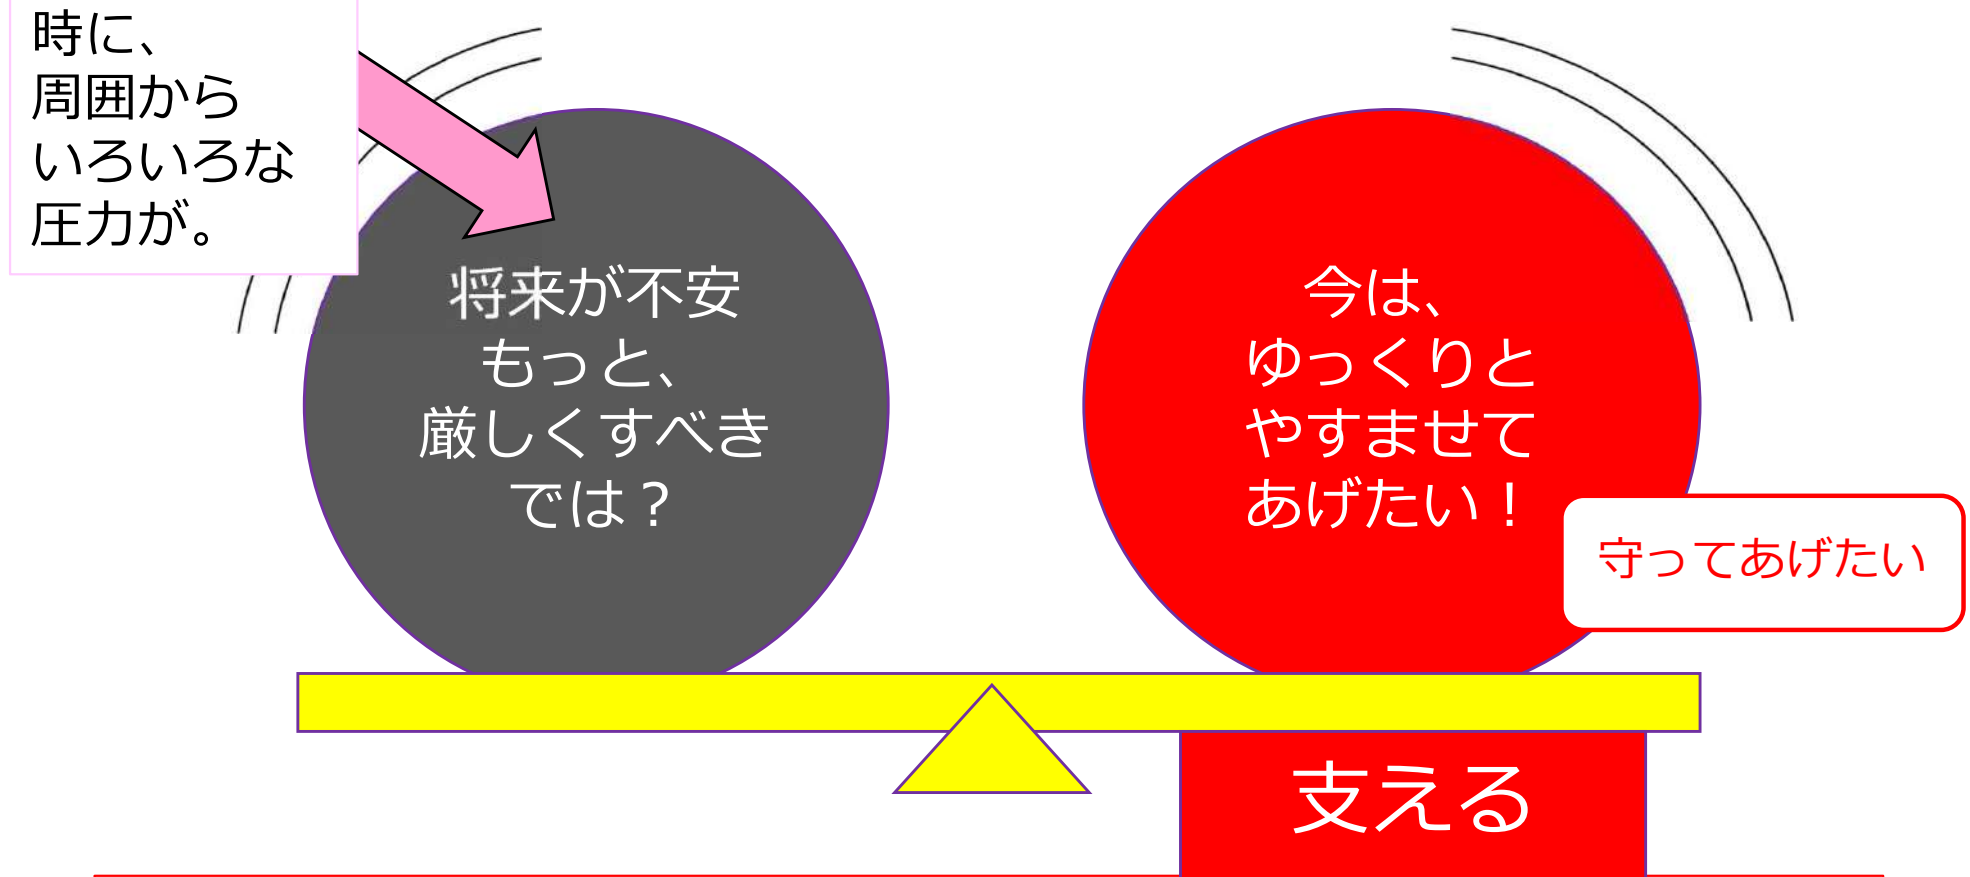 時に、
周囲から
いろいろな
圧力が。
将来が不安
もっと、
厳しくすべき
では？
今は、
ゆっくりと
やすませて
あげたい！
守ってあげたい
支える